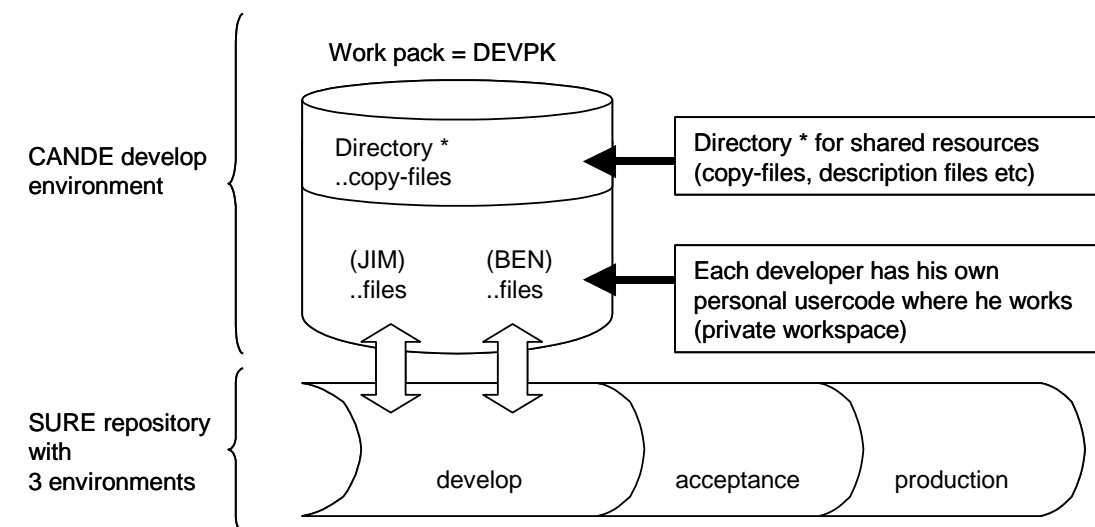 Work pack = DEVPK
CANDE develop
environment
Directory *
..copy-files
Directory * for shared resources
(copy-files, description files etc)
(JIM)
..files
(BEN)
..files
Each developer has his own
personal usercode where he works
(private workspace)
SURE repository
with
3 environments
develop
acceptance
production